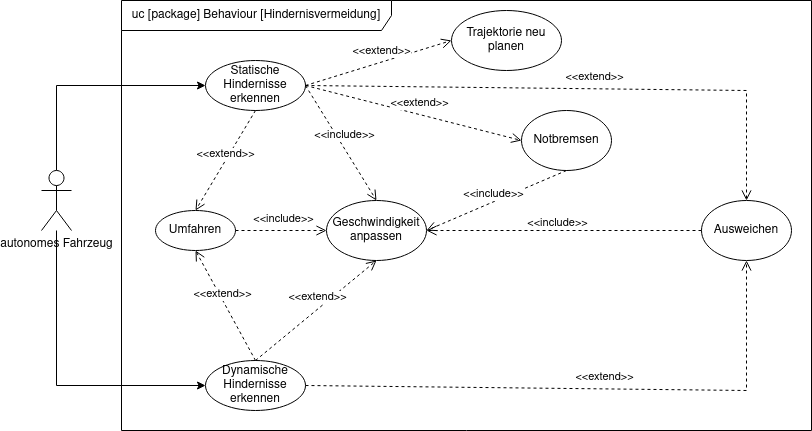 uc [package] Behaviour [Hindernisvermeidung]
Trajektorie neu
planen
<<extend>>
Statische
Hindernisse
erkennen
<<extend>>
<<extend>>
<<include>>
Notbremsen
<<extend>>
<<include>>
Umfahren
<<include>>
Geschwindigkeit
anpassen
<<include>>
Ausweichen
autonomes Fahrzeug
<<extend>>
<<extend>>
Dynamische
Hindernisse
erkennen
<<extend>>